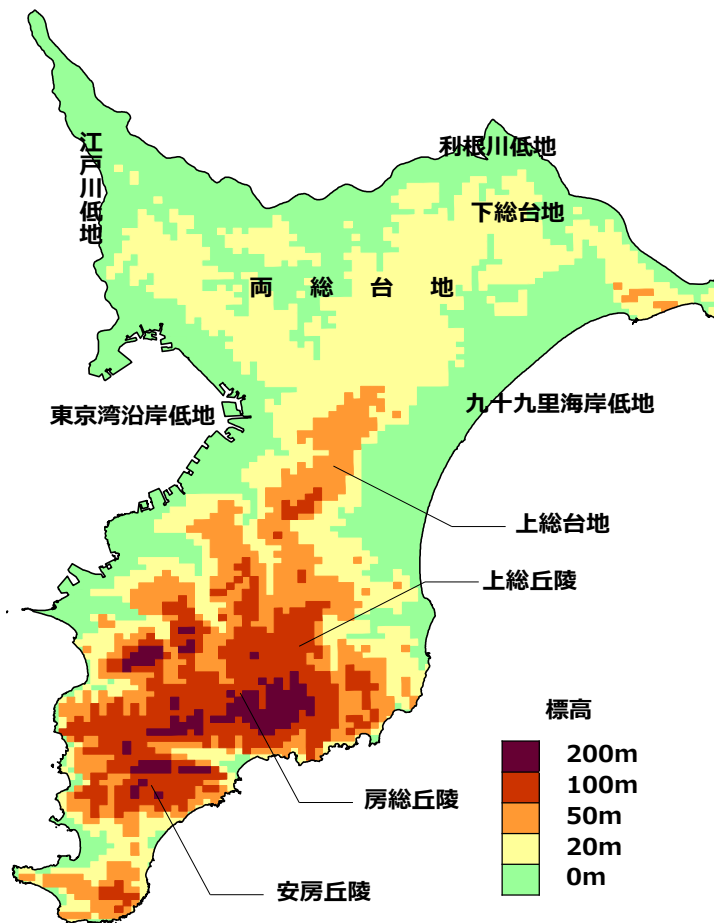 江戸川低地
利根川低地
下総台地
両総台地
東京湾沿岸低地
九十九里海岸低地
上総台地
上総丘陵
標高
200m
100m
50m
20m
0m
房総丘陵
安房丘陵